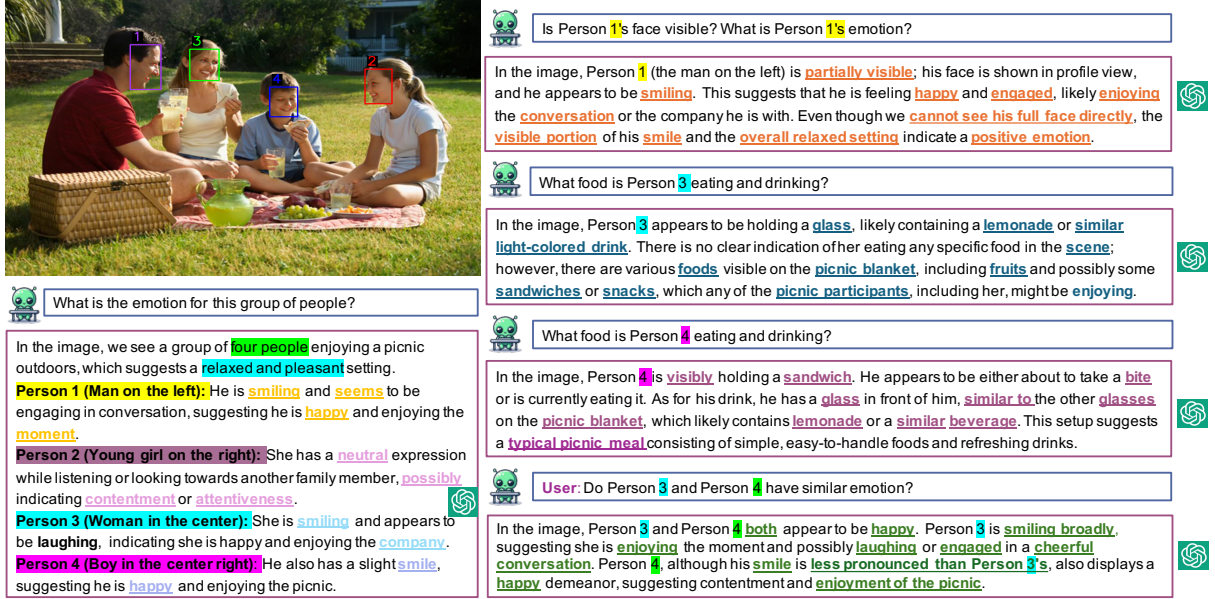 1
3
2
4
What is the emotion for this group of people?
In the image, we see a group of four people enjoying a picnic
outdoors, which suggests a relaxed and pleasant setting.
Person 1 (Man on the left): He is smiling and seems to be
engaging in conversation, suggesting he is happy and enjoying the
moment.
Person 2 (Young girl on the right): She has a neutral expression
while listening or looking towards another family member, possibly
indicating contentment or attentiveness.
Person 3 (Woman in the center): She is smiling and appears to
be laughing, indicating she is happy and enjoying the company.
Person 4 (Boy in the center right): He also has a slight smile,
suggesting he is happy and enjoying the picnic.
Is Person 1's face visible? What is Person 1's emotion?
In the image, Person 1 (the man on the left) is partially visible; his face is shown in profile view,
and he appears to be smiling. This suggests that he is feeling happy and engaged, likely enjoying
the conversation or the company he is with. Even though we cannot see his full face directly, the
visible portion of his smile and the overall relaxed setting indicate a positive emotion.
What food is Person 3 eating and drinking?
In the image, Person 3 appears to be holding a glass, likely containing a lemonade or similar
light-colored drink. There is no clear indication of her eating any specific food in the scene;
however, there are various foods visible on the picnic blanket, including fruits and possibly some
sandwiches or snacks, which any of the picnic participants, including her, might be enjoying.
What food is Person 4 eating and drinking?
In the image, Person 4 is visibly holding a sandwich. He appears to be either about to take a bite
or is currently eating it. As for his drink, he has a glass in front of him, similar to the other glasses
on the picnic blanket, which likely contains lemonade or a similar beverage. This setup suggests
a typical picnic meal consisting of simple, easy-to-handle foods and refreshing drinks.
User: Do Person 3 and Person 4 have similar emotion?
In the image, Person 3 and Person 4 both appear to be happy. Person 3 is smiling broadly,
suggesting she is enjoying the moment and possibly laughing or engaged in a cheerful
conversation. Person 4, although his smile is less pronounced than Person 3's, also displays a
happy demeanor, suggesting contentment and enjoyment of the picnic.